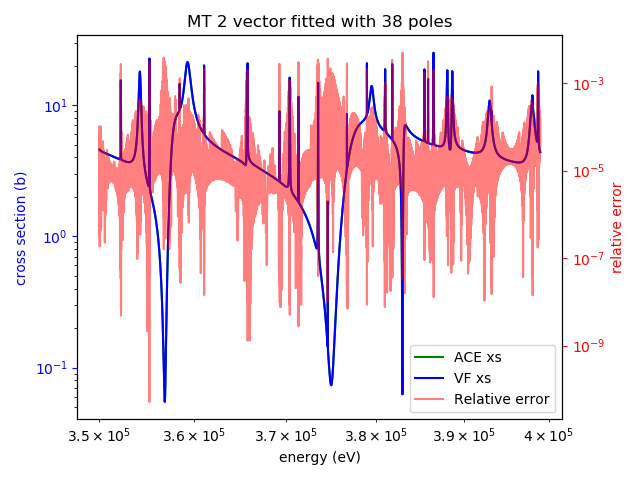 MT 2 vector fitted with 38 poles
cross section (b)
10¹
10⁰
10⁻¹
10⁻³
10⁻⁵
10⁻⁷
10⁻⁹
relative error
ACE xs
VF xs
Relative error
3.5 × 10⁵ 3.6 × 10⁵ 3.7 × 10⁵ 3.8 × 10⁵ 3.9 × 10⁵ 4 × 10⁵
energy (eV)